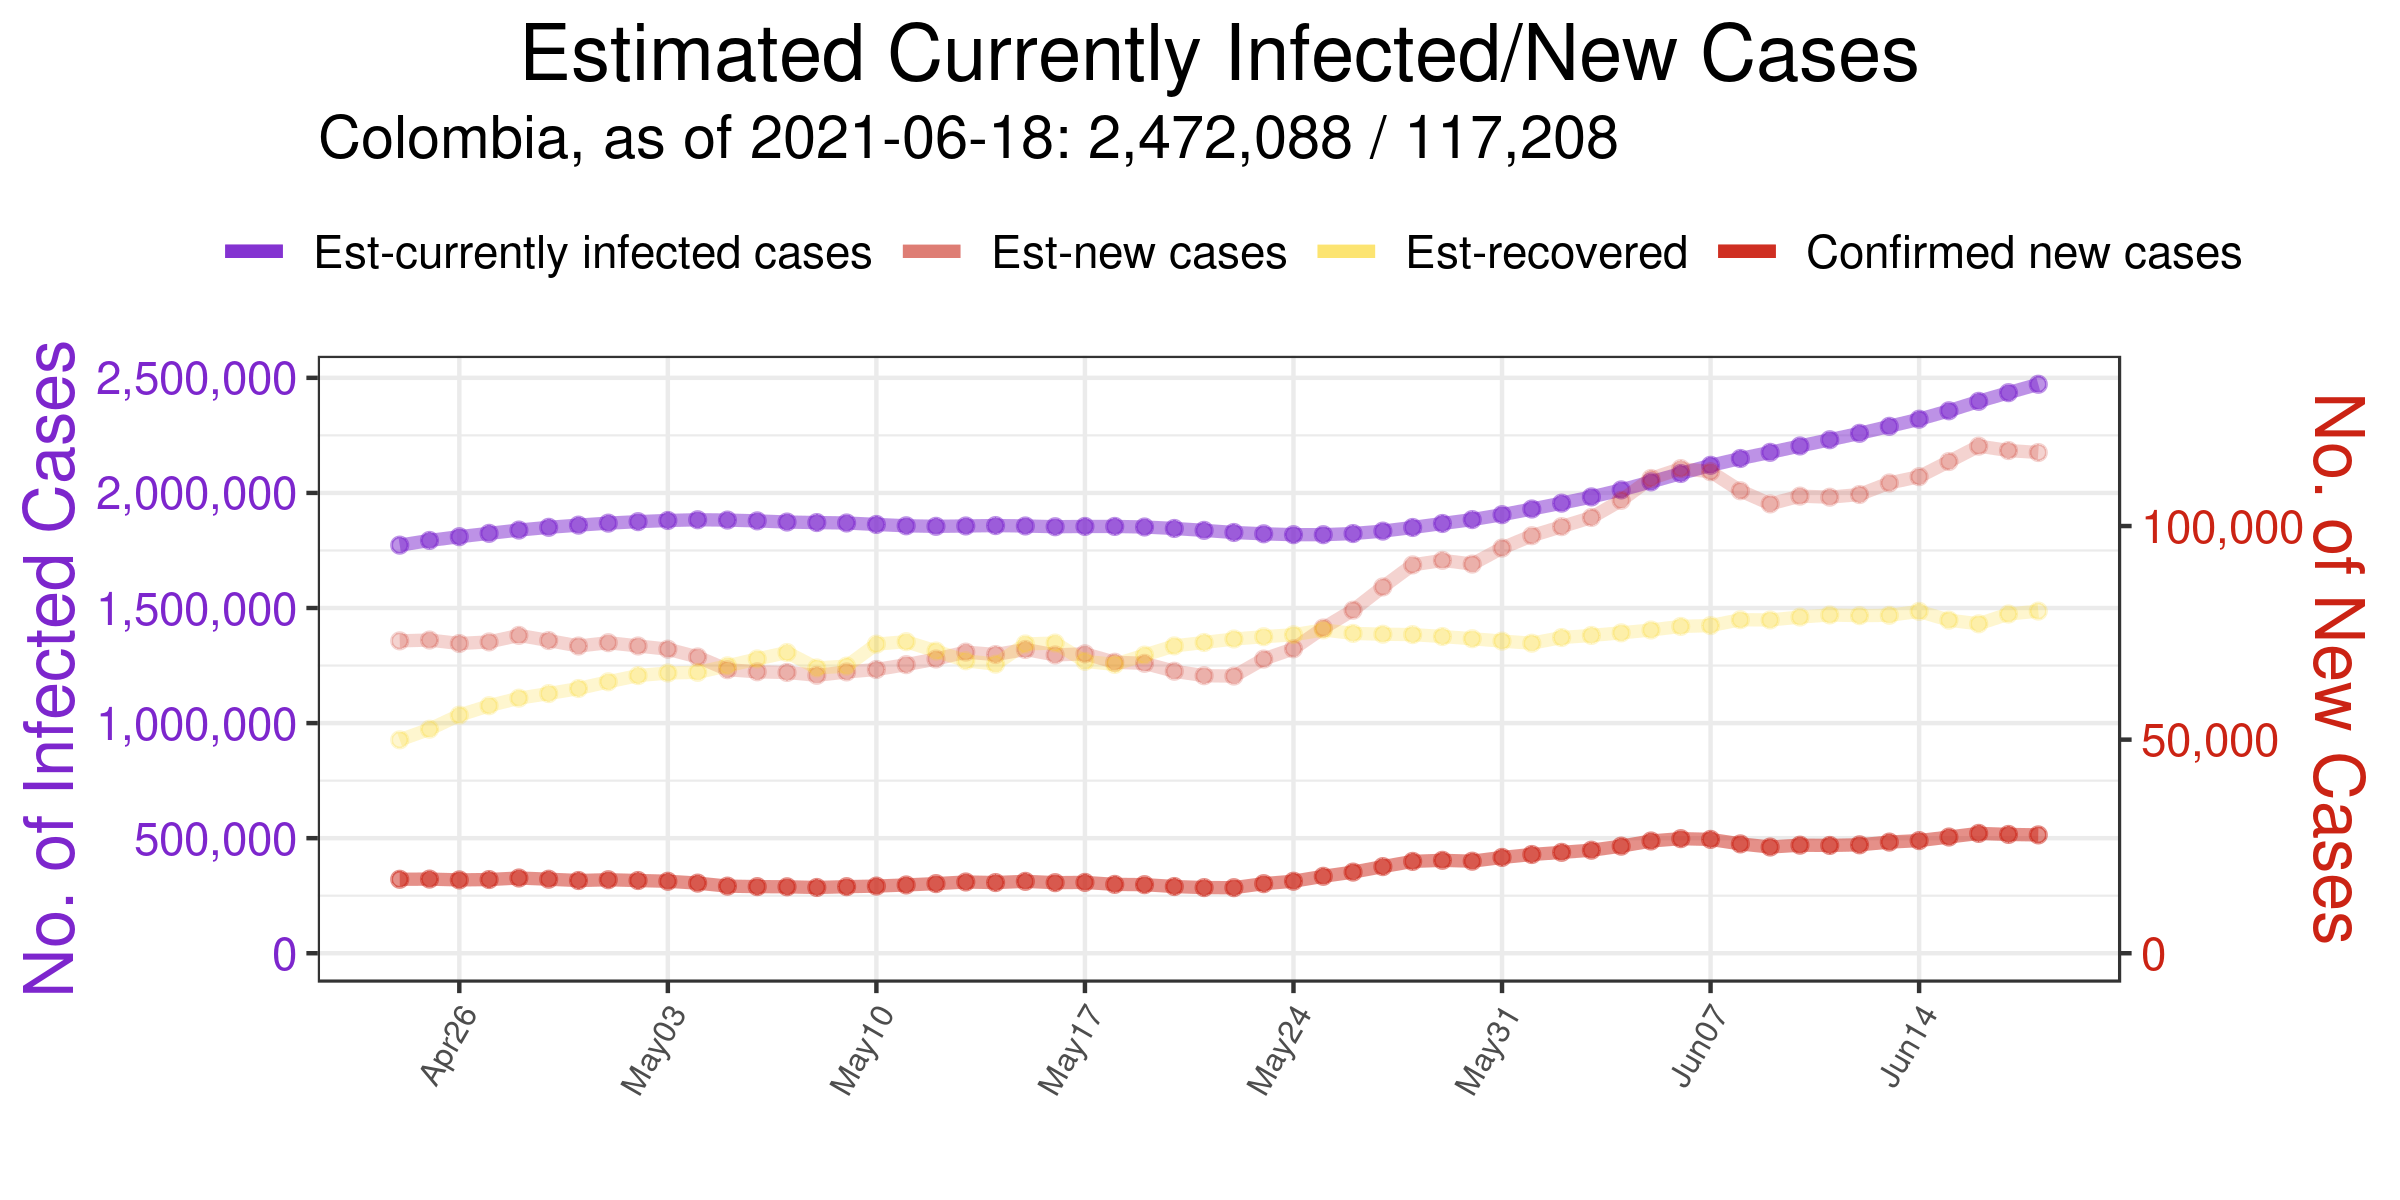 Estimated Currently Infected/New Cases
Colombia, as of 2021-06-18: 2,472,088 / 117,208
Est-currently infected cases Est-new cases Est-recovered Confirmed new cases
No. of Infected Cases
2,500,000
2,000,000
1,500,000
1,000,000
500,000
0
No. of New Cases
100,000
50,000
0
Apr26 May03 May10 May17 May24 May31 Jun07 Jun14